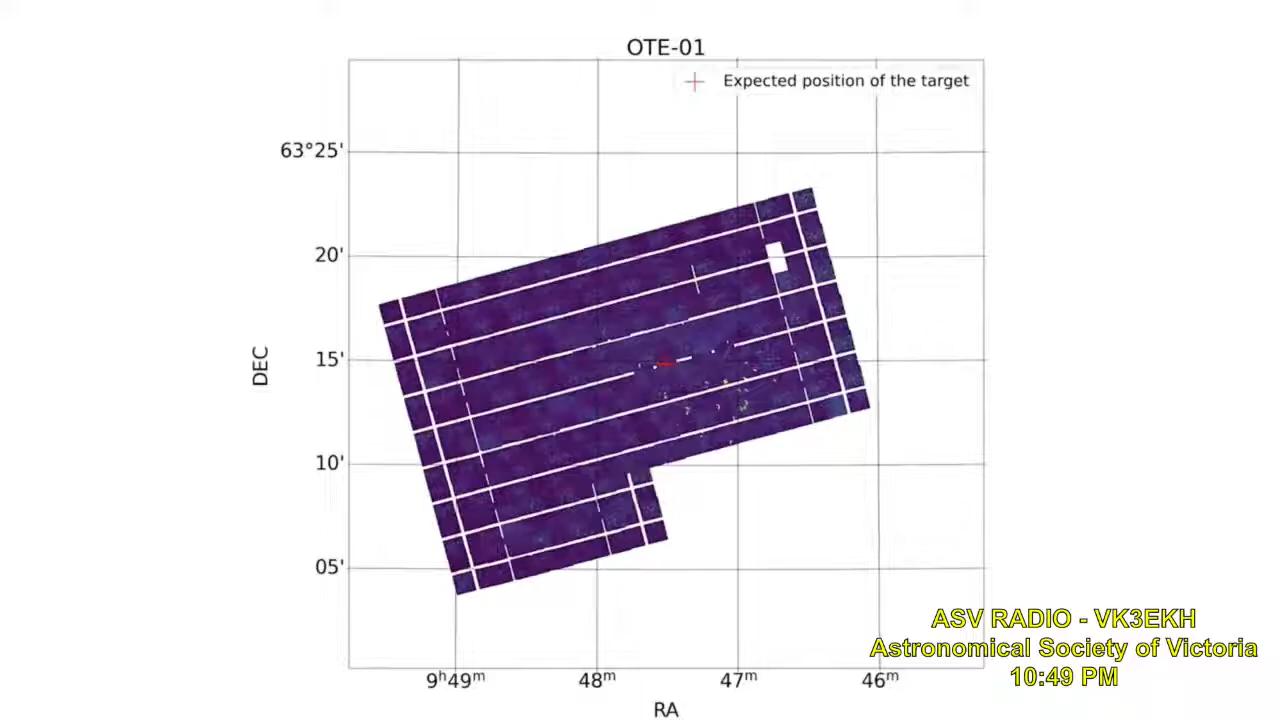 OTE-01
Expected position of the target
63°25'
20'
15'
DEC
10'
05'
9ʰ49ᵐ 48ᵐ 47ᵐ 46ᵐ
RA
ASV RADIO - VK3EKH
Astronomical Society of Victoria
10:49 PM